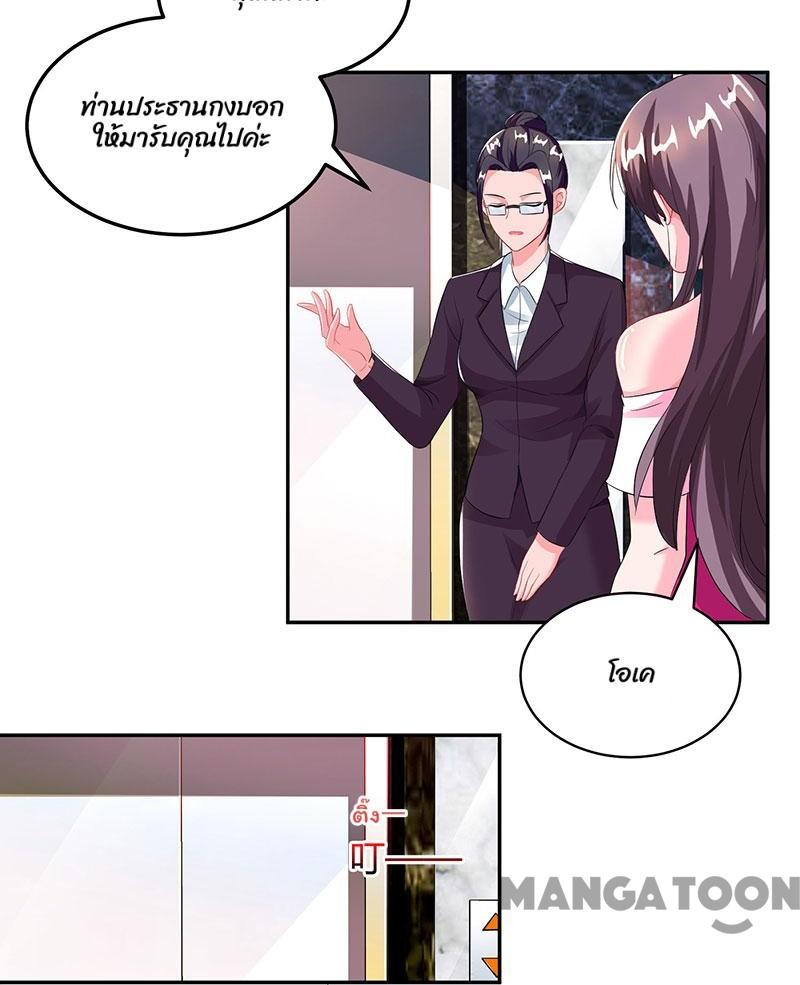 ท่านประธานกงบอก
ให้มารับคุณไปค่ะ
โอเค
ติ๊ง—
叮——
MANGATOON